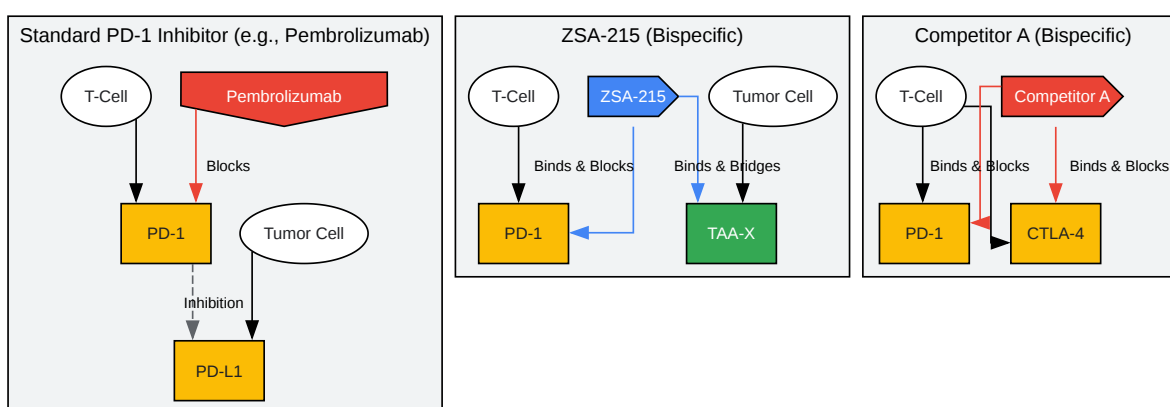 Standard PD-1 Inhibitor (e.g., Pembrolizumab)
T-Cell
Pembrolizumab
Blocks
PD-1
Tumor Cell
Inhibition
PD-L1
ZSA-215 (Bispecific)
T-Cell
ZSA-215
Tumor Cell
Binds & Blocks
Binds & Bridges
PD-1
TAA-X
Competitor A (Bispecific)
T-Cell
Competitor A
Binds & Blocks
Binds & Blocks
PD-1
CTLA-4